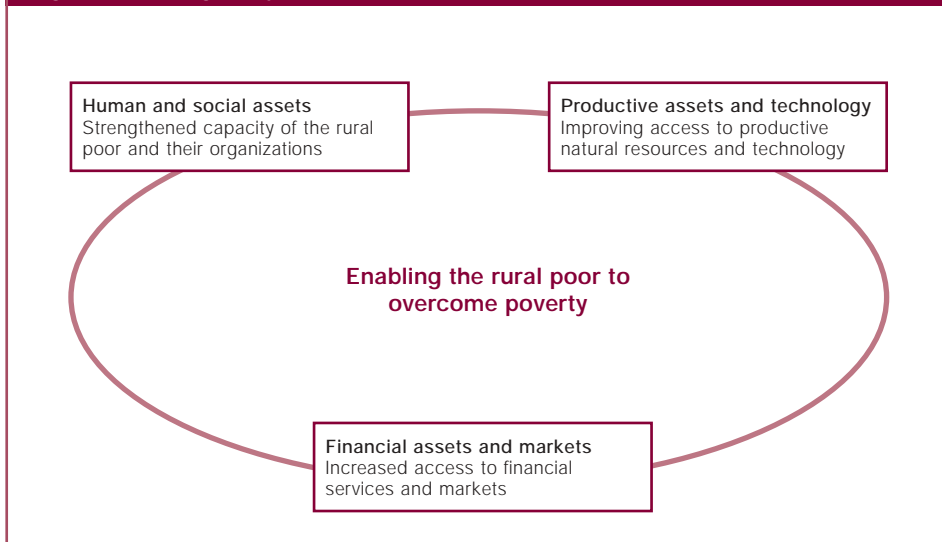 Human and social assets
Strengthened capacity of the rural
poor and their organizations
Productive assets and technology
Improving access to productive
natural resources and technology
Enabling the rural poor to
overcome poverty
Financial assets and markets
Increased access to financial
services and markets